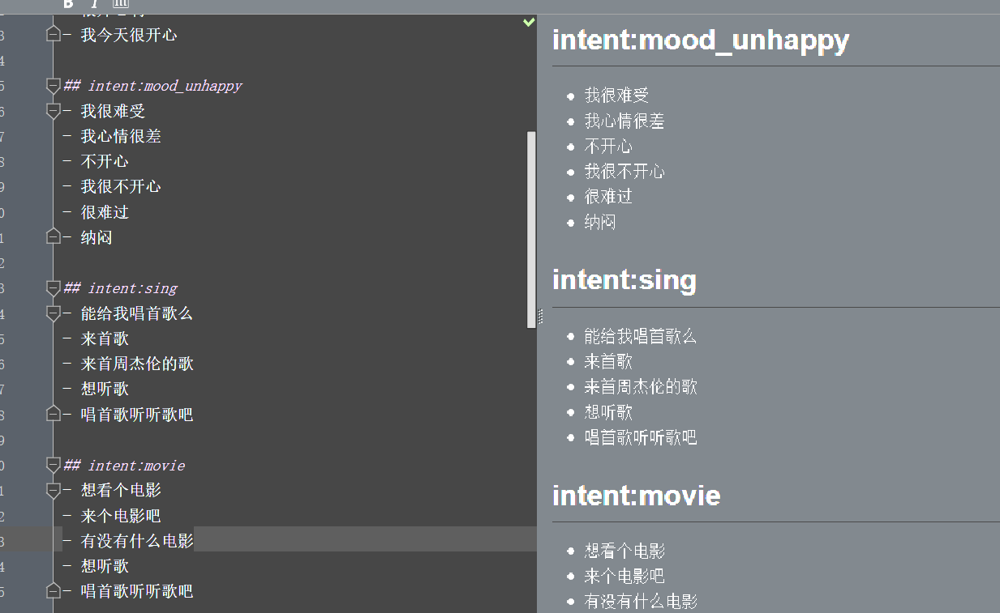 - 我今天很开心
## intent:mood_unhappy
- 我很难受
- 我心情很差
- 不开心
- 我很不开心
- 很难过
- 纳闷
## intent:sing
- 能给我唱首歌么
- 来首歌
- 来首周杰伦的歌
- 想听歌
- 唱首歌听听歌吧
## intent:movie
- 想看个电影
- 来个电影吧
- 有没有什么电影
- 想听歌
- 唱首歌听听歌吧
intent:mood_unhappy
我很难受
我心情很差
不开心
我很不开心
很难过
纳闷
intent:sing
能给我唱首歌么
来首歌
来首周杰伦的歌
想听歌
唱首歌听听歌吧
intent:movie
想看个电影
来个电影吧
有没有什么电影